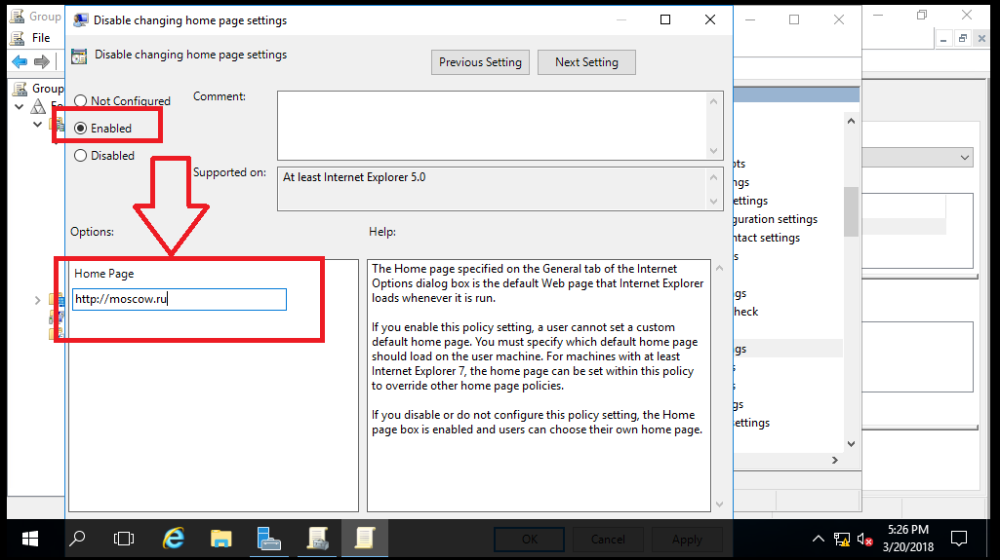 Group
Disable changing home page settings
File
Disable changing home page settings
Previous Setting
Next Setting
Group
Not Configured
Comment:
Enabled
Disabled
Supported on:
At least Internet Explorer 5.0
Options:
Help:
Home Page
http://moscow.ru
The Home page specified on the General tab of the Internet
Options dialog box is the default Web page that Internet Explorer
loads whenever it is run.
If you enable this policy setting, a user cannot set a custom
default home page. You must specify which default home page
should load on the user machine. For machines with at least
Internet Explorer 7, the home page can be set within this policy
to override other home page policies.
If you disable or do not configure this policy setting, the Home
page box is enabled and users can choose their own home page.
pts
ngs
ettings
guration settings
ntact settings
s
gs
check
gs
s
s
gs
settings
OK
Cancel
Apply
5:26 PM
3/20/2018